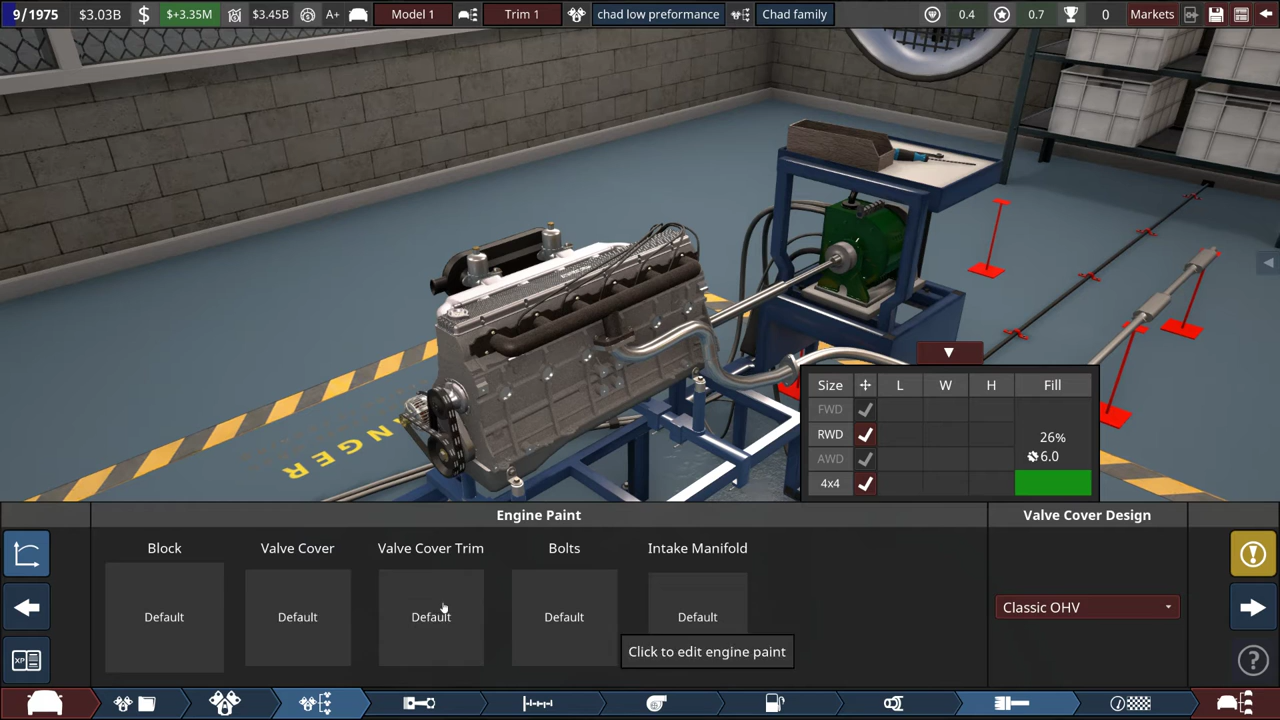 9/1975 $ $3.03B $+3.35M $3.45B A+ Model 1 Trim 1 chad low preformance Chad family 0.4 0.7 0 Markets
DANGER
Size L W H Fill
FWD
RWD
AWD
4x4
26%
6.0
Engine Paint
Valve Cover Design
Block Valve Cover Valve Cover Trim Bolts Intake Manifold
Default Default Default Default Default
Classic OHV
Click to edit engine paint
XP
?